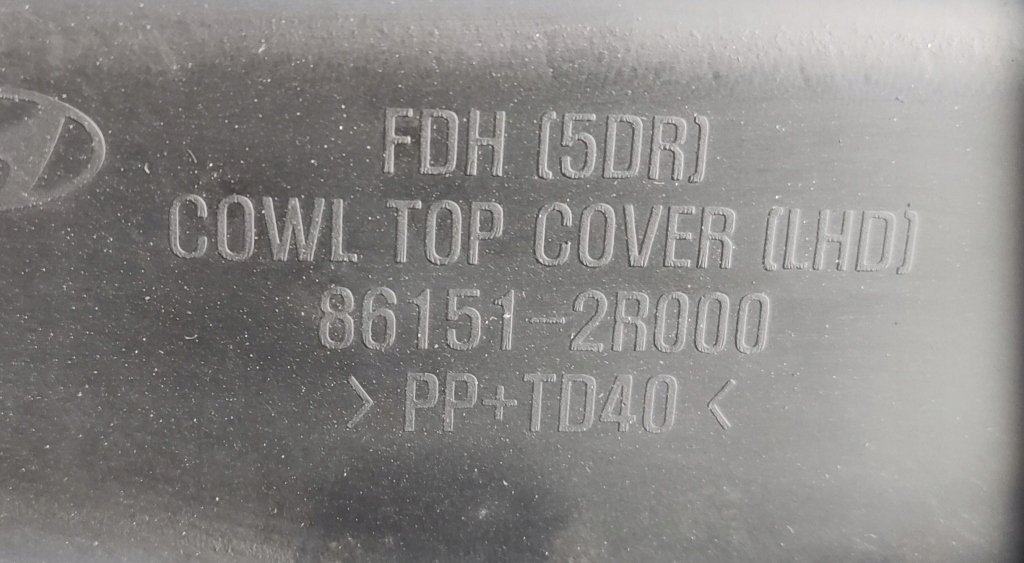 FDH (5DR)
COWL TOP COVER (LHD)
86151-2R000
> PP+TD40 <